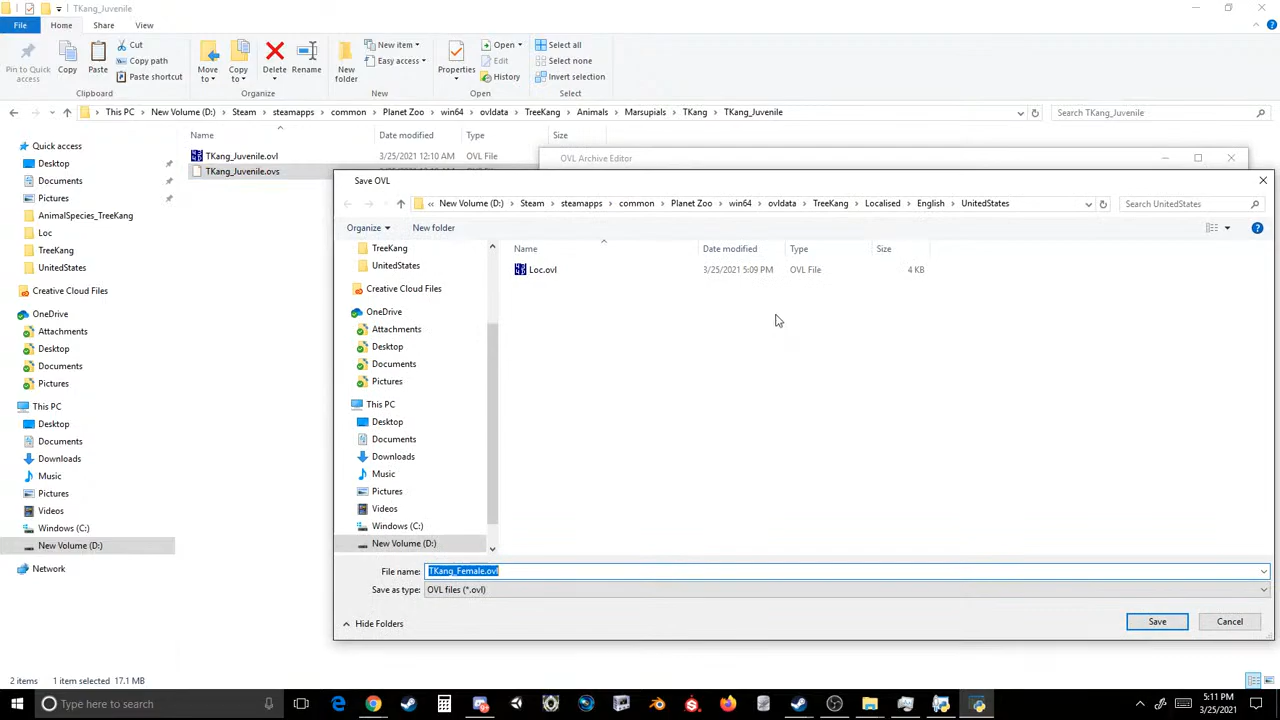 TKang_Juvenile
File
Home
Share
View
Pin to Quick access
Copy
Paste
Cut
Copy path
Paste shortcut
Clipboard
Move to
Copy to
Delete
Rename
Organize
New folder
New item
Easy access
New
Properties
Open
Edit
History
Open
Select all
Select none
Invert selection
Select
This PC
New Volume (D:)
Steam
steamapps
common
Planet Zoo
win64
ovldata
TreeKang
Animals
Marsupials
TKang
TKang_Juvenile
Search TKang_Juvenile
Quick access
Desktop
Documents
Pictures
AnimalSpecies_TreeKang
Loc
TreeKang
UnitedStates
Creative Cloud Files
OneDrive
Attachments
Desktop
Documents
Pictures
This PC
Desktop
Documents
Downloads
Music
Pictures
Videos
Windows (C:)
New Volume (D:)
Network
Name
Date modified
Type
Size
TKang_Juvenile.ovl
3/25/2021 12:10 AM
OVL File
TKang_Juvenile.ovs
OVL Archive Editor
Save OVL
«
New Volume (D:)
Steam
steamapps
common
Planet Zoo
win64
ovldata
TreeKang
Localised
English
UnitedStates
Search UnitedStates
Organize
New folder
TreeKang
UnitedStates
Creative Cloud Files
OneDrive
Attachments
Desktop
Documents
Pictures
This PC
Desktop
Documents
Downloads
Music
Pictures
Videos
Windows (C:)
New Volume (D:)
Name
Date modified
Type
Size
Loc.ovl
3/25/2021 5:09 PM
OVL File
4 KB
File name:
TKang_Female.ovl
Save as type:
OVL files (*.ovl)
Hide Folders
Save
Cancel
2 items
1 item selected
17.1 MB
Type here to search
5:11 PM
3/25/2021